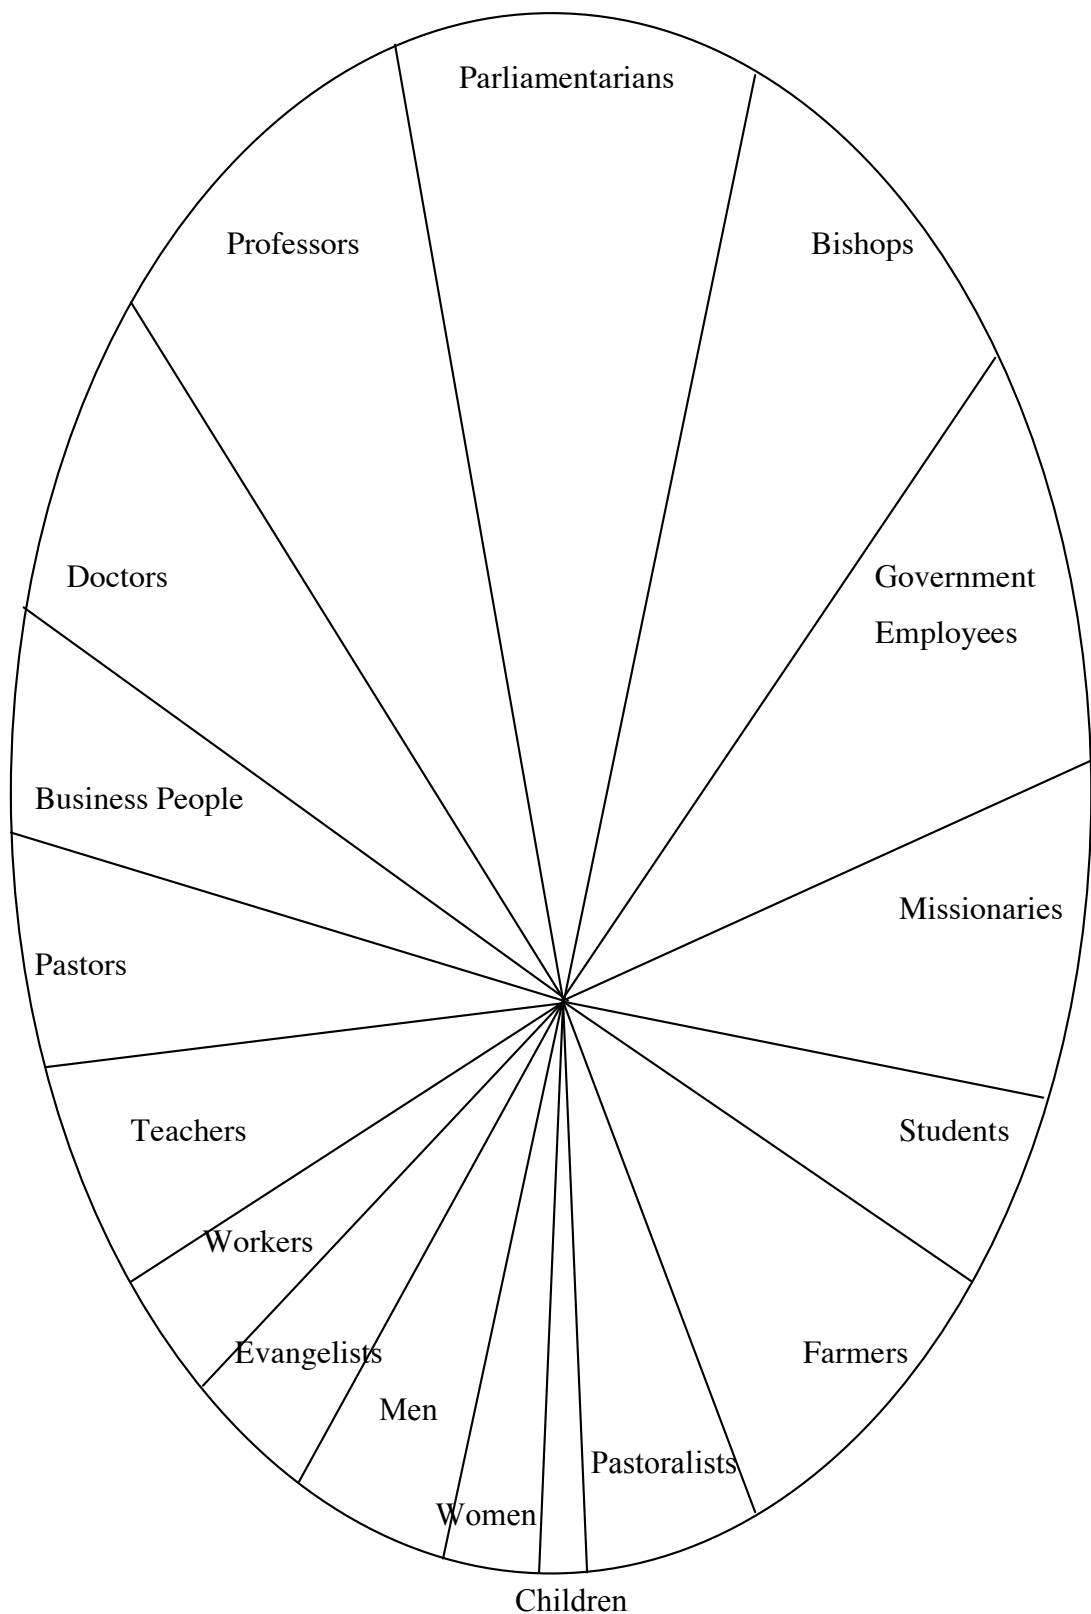 Parliamentarians
Professors
Bishops
Doctors
Government
Employees
Business People
Missionaries
Pastors
Teachers
Students
Workers
Evangelists
Farmers
Men
Pastoralists
Women
Children